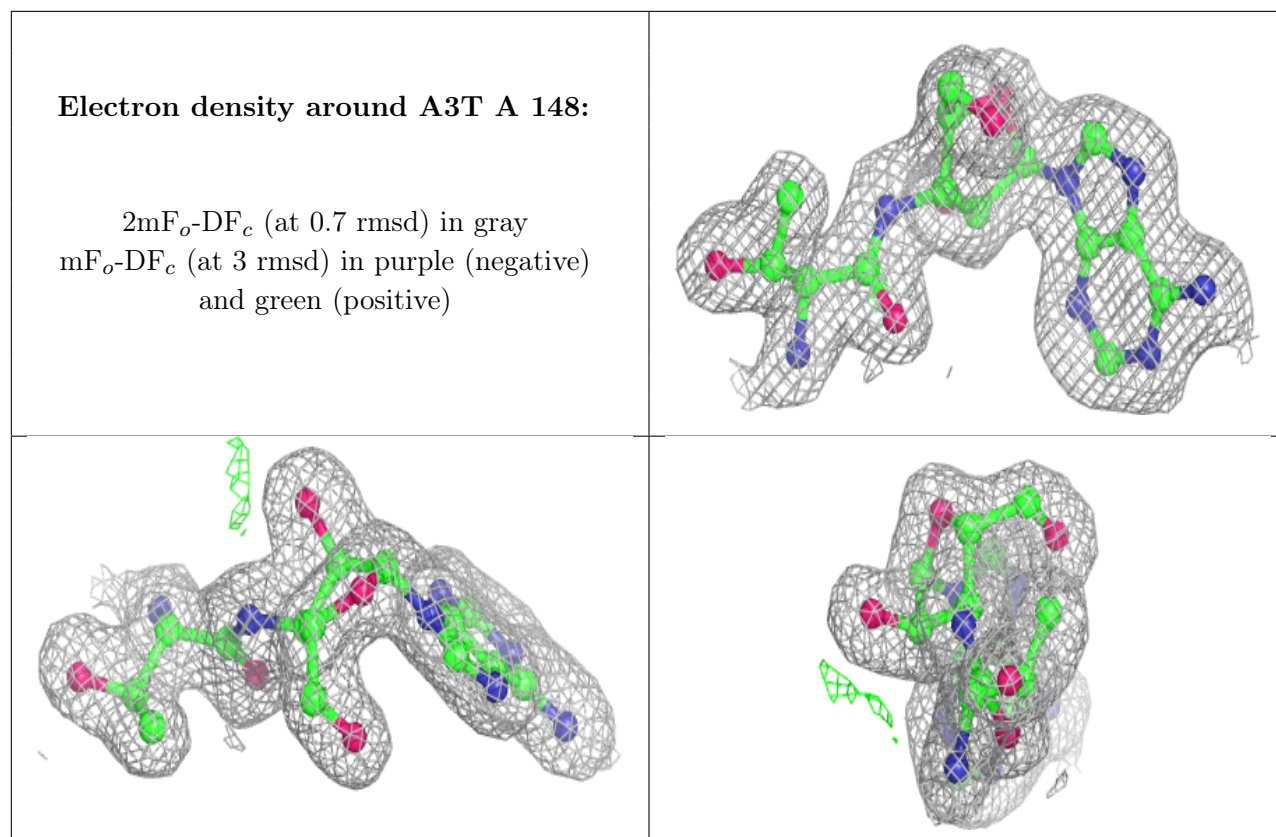 Electron density around A3T A 148:
2mFo-DFc (at 0.7 rmsd) in gray
mFo-DFc (at 3 rmsd) in purple (negative)
and green (positive)